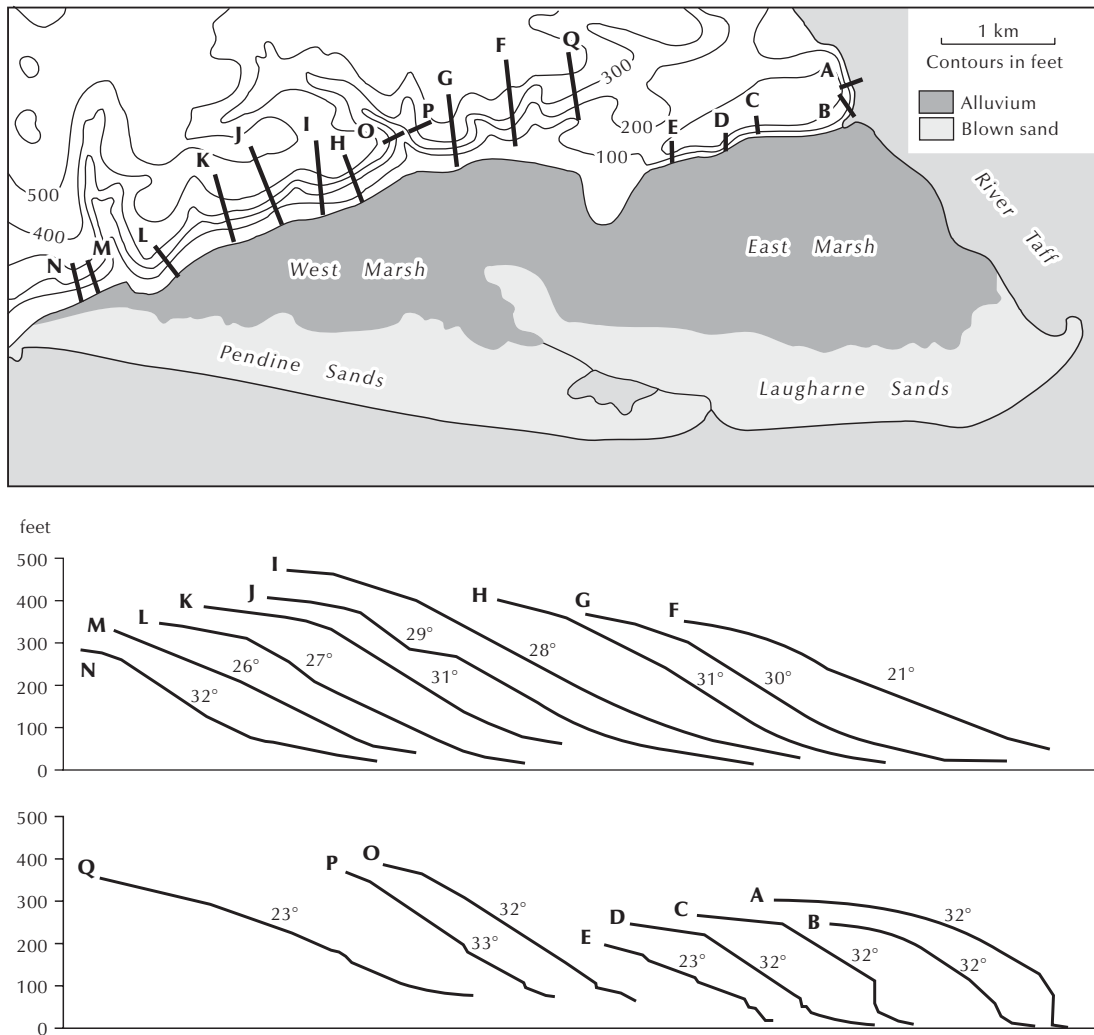 1 km
Contours in feet
Alluvium
Blown sand
A
B
C
D
E
F
G
H
I
J
K
L
M
N
O
P
Q
300
200
100
500
400
River Taff
West Marsh
East Marsh
Pendine Sands
Laugharne Sands
feet
500
400
300
200
100
0
N
M
L
K
J
I
H
G
F
32°
26°
27°
31°
29°
28°
31°
30°
21°
500
400
300
200
100
0
Q
P
O
E
D
C
A
B
23°
33°
32°
23°
32°
32°
32°
32°